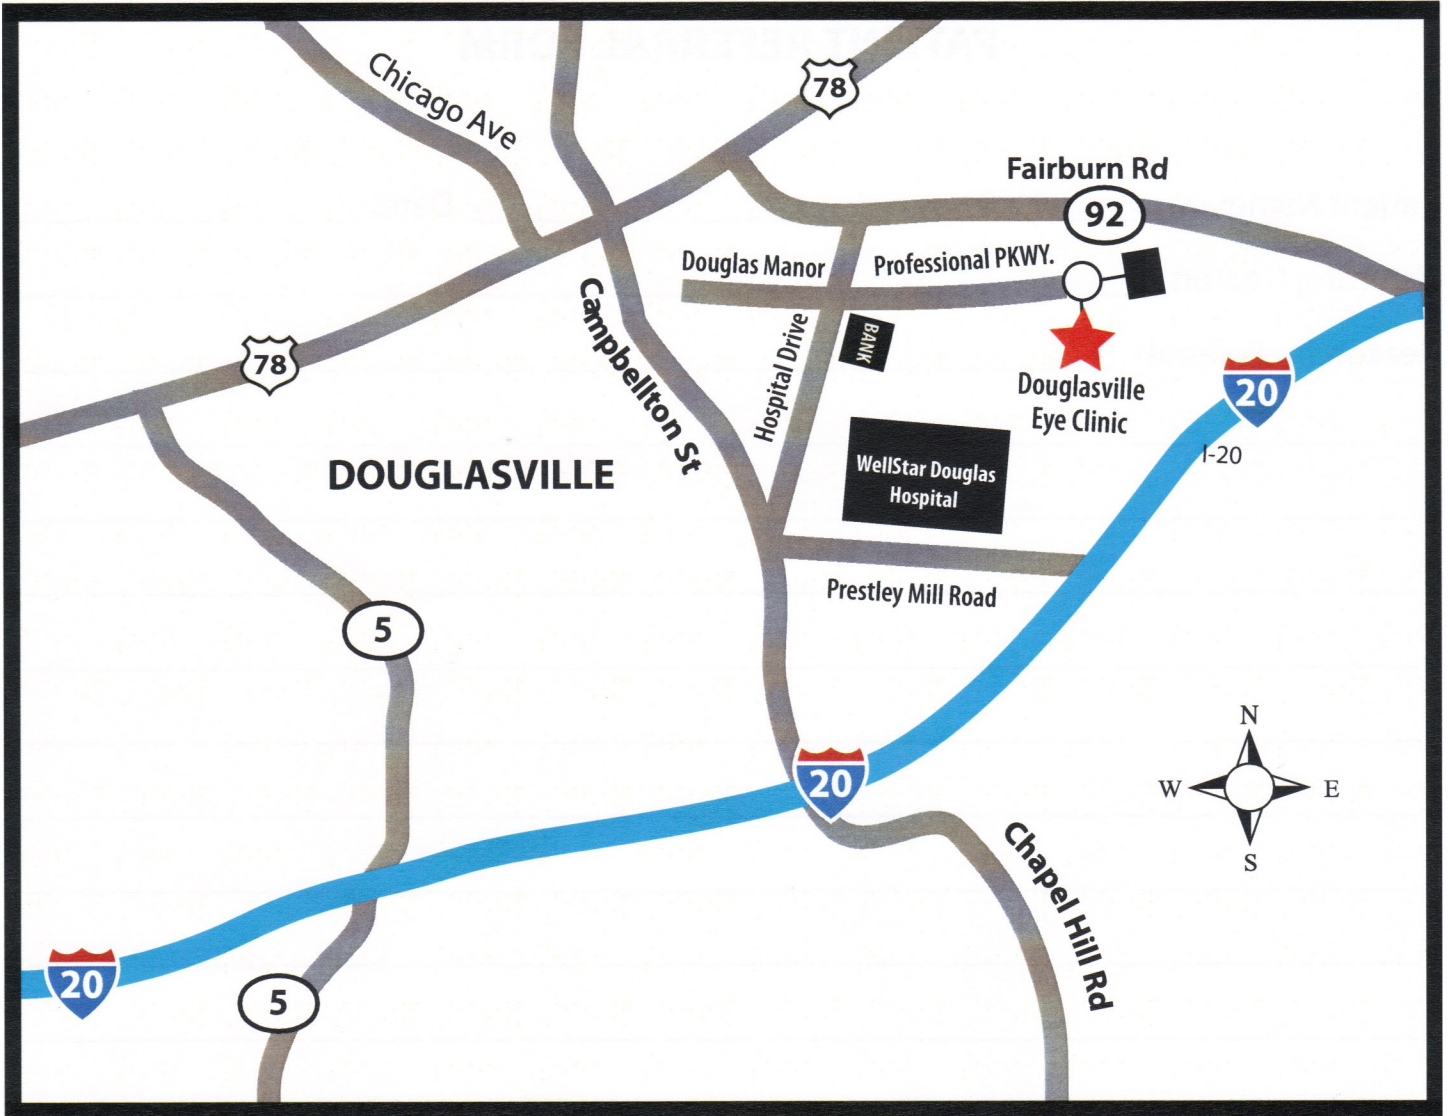 Chicago Ave
78
Fairburn Rd
92
Douglas Manor
Professional PKWY.
Campbellton St
Hospital Drive
BANK
78
Douglasville
Eye Clinic
20
I-20
DOUGLASVILLE
WellStar Douglas
Hospital
Prestley Mill Road
5
N
W
E
S
20
Chapel Hill Rd
20
5